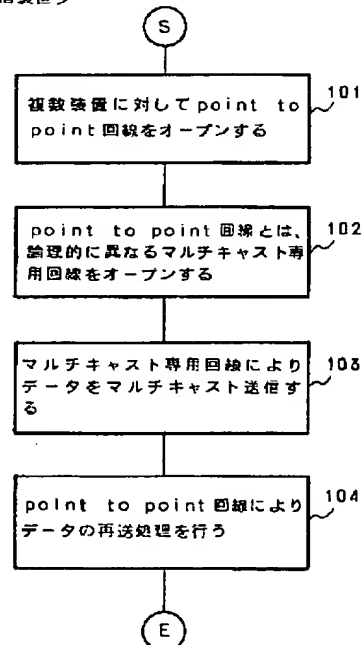 S
複数装置に対してpoint to
point回線をオープンする
101
point to point回線とは、
論理的に異なるマルチキャスト専
用回線をオープンする
102
マルチキャスト専用回線により
データをマルチキャスト送信す
る
103
point to point回線により
データの再送処理を行う
104
E